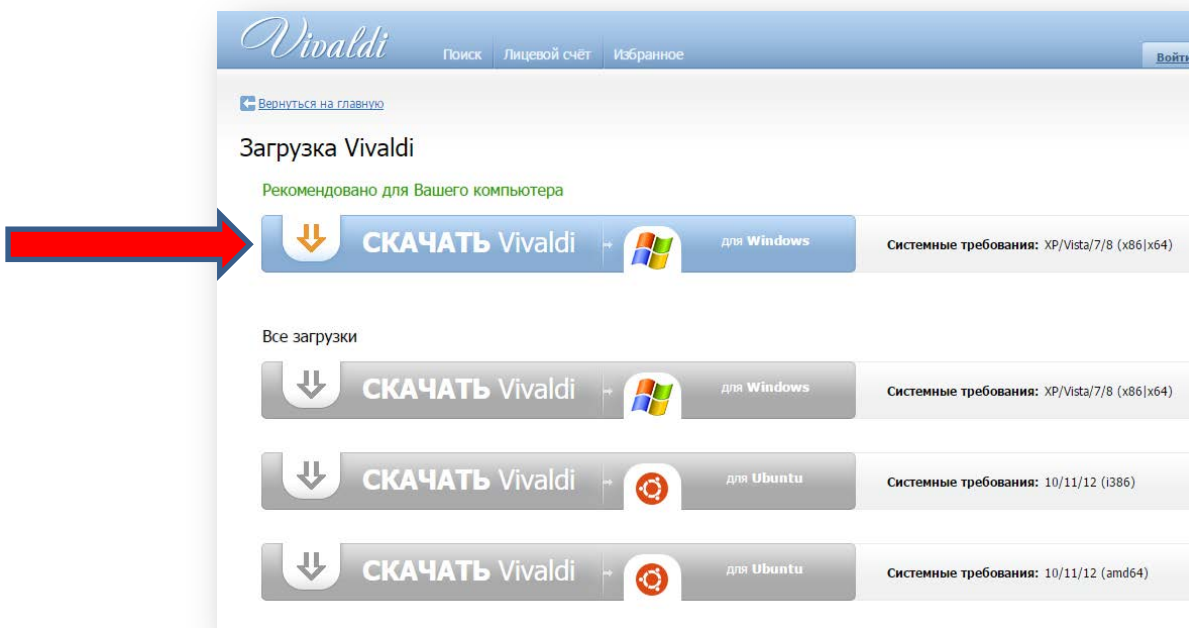 Vivaldi
Поиск Лицевой счёт Избранное
Войти
Вернуться на главную
Загрузка Vivaldi
Рекомендовано для Вашего компьютера
СКАЧАТЬ Vivaldi для Windows Системные требования: XP/Vista/7/8 (x86|x64)
Все загрузки
СКАЧАТЬ Vivaldi для Windows Системные требования: XP/Vista/7/8 (x86|x64)
СКАЧАТЬ Vivaldi для Ubuntu Системные требования: 10/11/12 (i386)
СКАЧАТЬ Vivaldi для Ubuntu Системные требования: 10/11/12 (amd64)